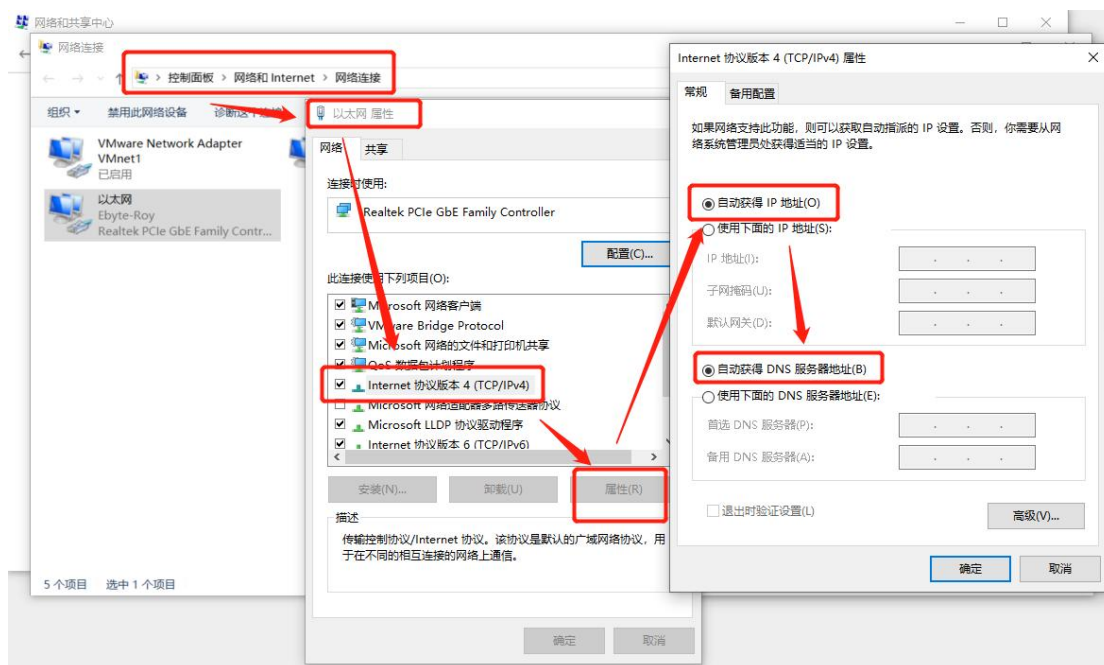 网络和共享中心
网络连接
控制面板 › 网络和 Internet › 网络连接
组织
禁用此网络设备
VMware Network Adapter
VMnet1
已启用
以太网
Ebyte-Roy
Realtek PCIe GbE Family Contr...
5 个项目
选中 1 个项目
以太网 属性
网络
共享
连接时使用:
Realtek PCIe GbE Family Controller
配置(C)...
此连接使用下列项目(O):
Microsoft 网络客户端
VMware Bridge Protocol
Microsoft 网络的文件和打印机共享
QoS 数据包计划程序
Internet 协议版本 4 (TCP/IPv4)
Microsoft 网络适配器多路传送器协议
Microsoft LLDP 协议驱动程序
Internet 协议版本 6 (TCP/IPv6)
安装(N)...
卸载(U)
属性(R)
描述
传输控制协议/Internet 协议。该协议是默认的广域网络协议，用
于在不同的相互连接的网络上通信。
确定
取消
Internet 协议版本 4 (TCP/IPv4) 属性
常规
备用配置
如果网络支持此功能，则可以获取自动指派的 IP 设置。否则，你需要从网
络系统管理员处获得适当的 IP 设置。
自动获得 IP 地址(O)
使用下面的 IP 地址(S):
IP 地址(I):
子网掩码(U):
默认网关(D):
自动获得 DNS 服务器地址(B)
使用下面的 DNS 服务器地址(E):
首选 DNS 服务器(P):
备用 DNS 服务器(A):
退出时验证设置(L)
高级(V)...
确定
取消